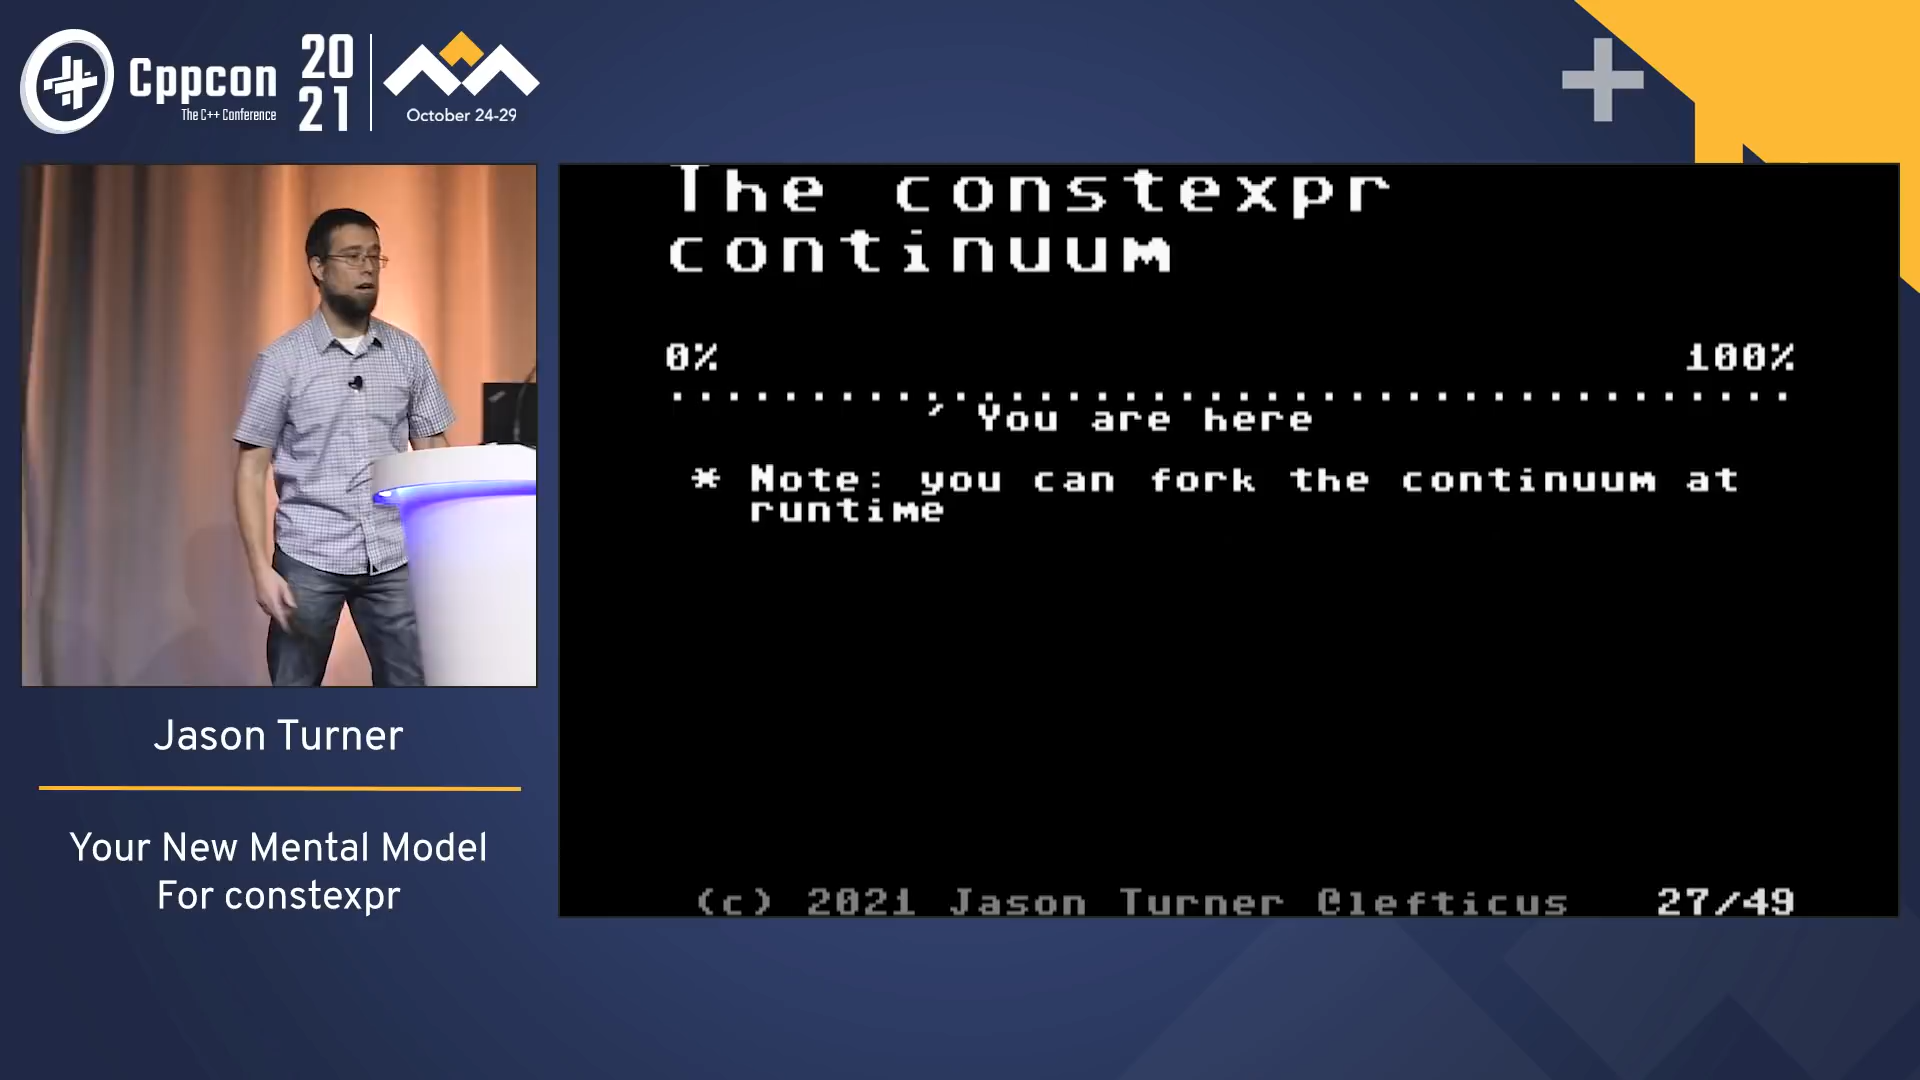 Cppcon
The C++ Conference
20
21
October 24-29
The constexpr
continuum
0% 100%
........................................
' You are here
* Note: you can fork the continuum at
runtime
(c) 2021 Jason Turner @lefticus 27/49
Jason Turner
Your New Mental Model
For constexpr